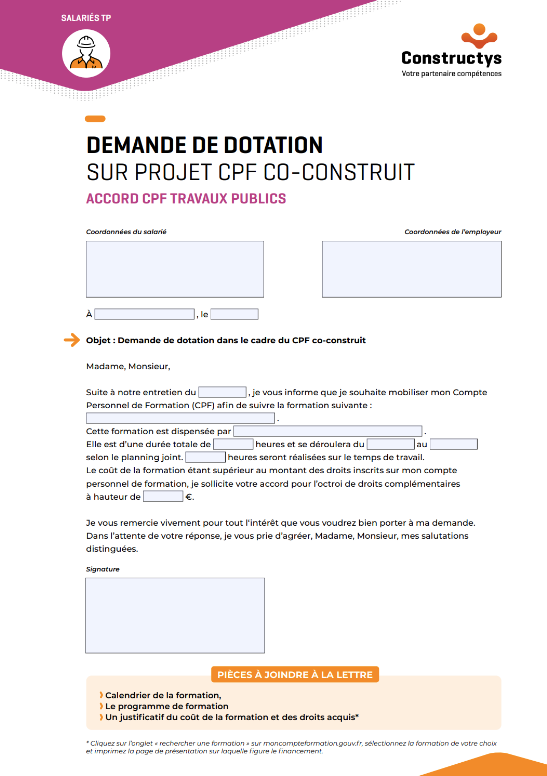 SALARIÉS TP
Constructys
Votre partenaire compétences
DEMANDE DE DOTATION
SUR PROJET CPF CO-CONSTRUIT
ACCORD CPF TRAVAUX PUBLICS
Coordonnées du salarié
Coordonnées de l'employeur
À , le
Objet : Demande de dotation dans le cadre du CPF co-construit
Madame, Monsieur,
Suite à notre entretien du , je vous informe que je souhaite mobiliser mon Compte
Personnel de Formation (CPF) afin de suivre la formation suivante :
.
Cette formation est dispensée par .
Elle est d'une durée totale de heures et se déroulera du au
selon le planning joint. heures seront réalisées sur le temps de travail.
Le coût de la formation étant supérieur au montant des droits inscrits sur mon compte
personnel de formation, je sollicite votre accord pour l'octroi de droits complémentaires
à hauteur de €.
Je vous remercie vivement pour tout l'intérêt que vous voudrez bien porter à ma demande.
Dans l'attente de votre réponse, je vous prie d'agréer, Madame, Monsieur, mes salutations
distinguées.
Signature
PIÈCES À JOINDRE À LA LETTRE
Calendrier de la formation,
Le programme de formation
Un justificatif du coût de la formation et des droits acquis*
* Cliquez sur l'onglet « rechercher une formation » sur moncompteformation.gouv.fr, sélectionnez la formation de votre choix
et imprimez la page de présentation sur laquelle figure le financement.